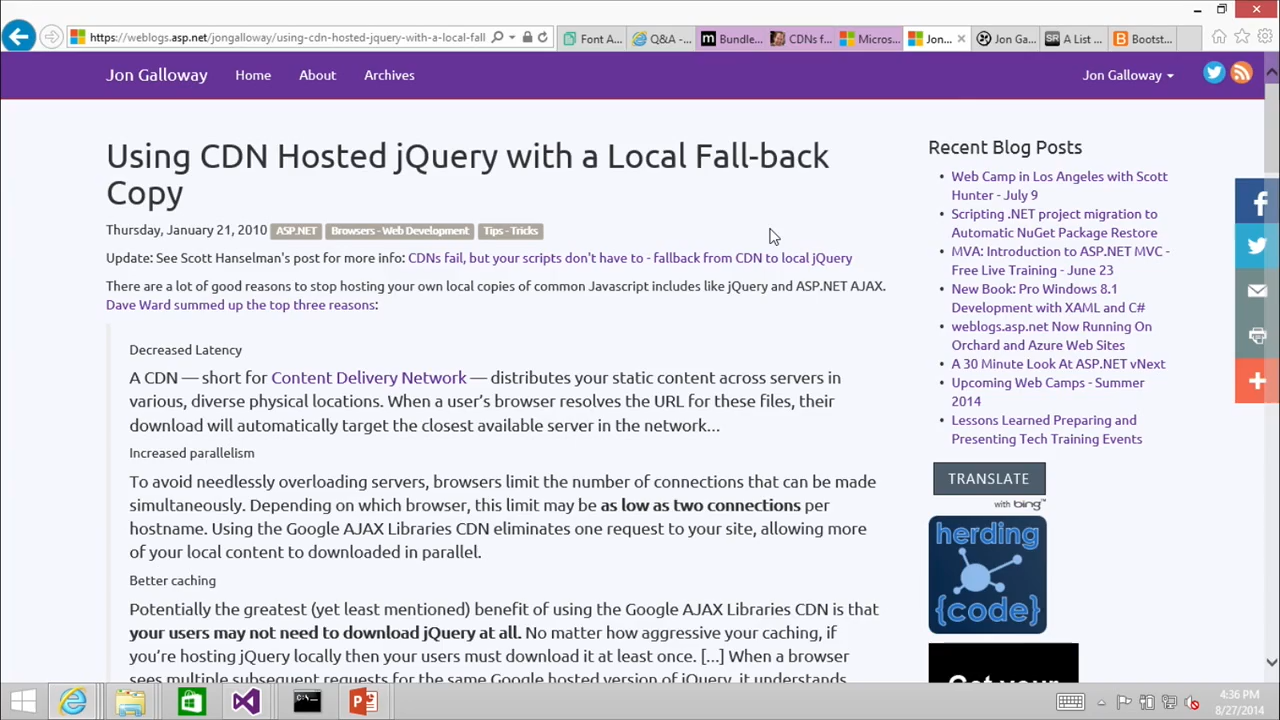 https://weblogs.asp.net/jongalloway/using-cdn-hosted-jquery-with-a-local-fall
Font A...
Q&A -...
Bundle...
CDNs f...
Micros...
Jon...
Jon Ga...
A List ...
Bootst...
Jon Galloway
Home
About
Archives
Jon Galloway
Using CDN Hosted jQuery with a Local Fall-back
Copy
Thursday, January 21, 2010 ASP.NET Browsers - Web Development Tips - Tricks
Update: See Scott Hanselman's post for more info: CDNs fail, but your scripts don't have to - fallback from CDN to local jQuery
There are a lot of good reasons to stop hosting your own local copies of common Javascript includes like jQuery and ASP.NET AJAX.
Dave Ward summed up the top three reasons:
Decreased Latency
A CDN — short for Content Delivery Network — distributes your static content across servers in
various, diverse physical locations. When a user's browser resolves the URL for these files, their
download will automatically target the closest available server in the network...
Increased parallelism
To avoid needlessly overloading servers, browsers limit the number of connections that can be made
simultaneously. Depending on which browser, this limit may be as low as two connections per
hostname. Using the Google AJAX Libraries CDN eliminates one request to your site, allowing more
of your local content to downloaded in parallel.
Better caching
Potentially the greatest (yet least mentioned) benefit of using the Google AJAX Libraries CDN is that
your users may not need to download jQuery at all. No matter how aggressive your caching, if
you're hosting jQuery locally then your users must download it at least once. [...] When a browser
sees multiple subsequent requests for the same Google hosted version of jQuery, it understands
Recent Blog Posts
Web Camp in Los Angeles with Scott
Hunter - July 9
Scripting .NET project migration to
Automatic NuGet Package Restore
MVA: Introduction to ASP.NET MVC -
Free Live Training - June 23
New Book: Pro Windows 8.1
Development with XAML and C#
weblogs.asp.net Now Running On
Orchard and Azure Web Sites
A 30 Minute Look At ASP.NET vNext
Upcoming Web Camps - Summer
2014
Lessons Learned Preparing and
Presenting Tech Training Events
TRANSLATE
with bing™
herding
{code}
Get your
4:36 PM
8/27/2014